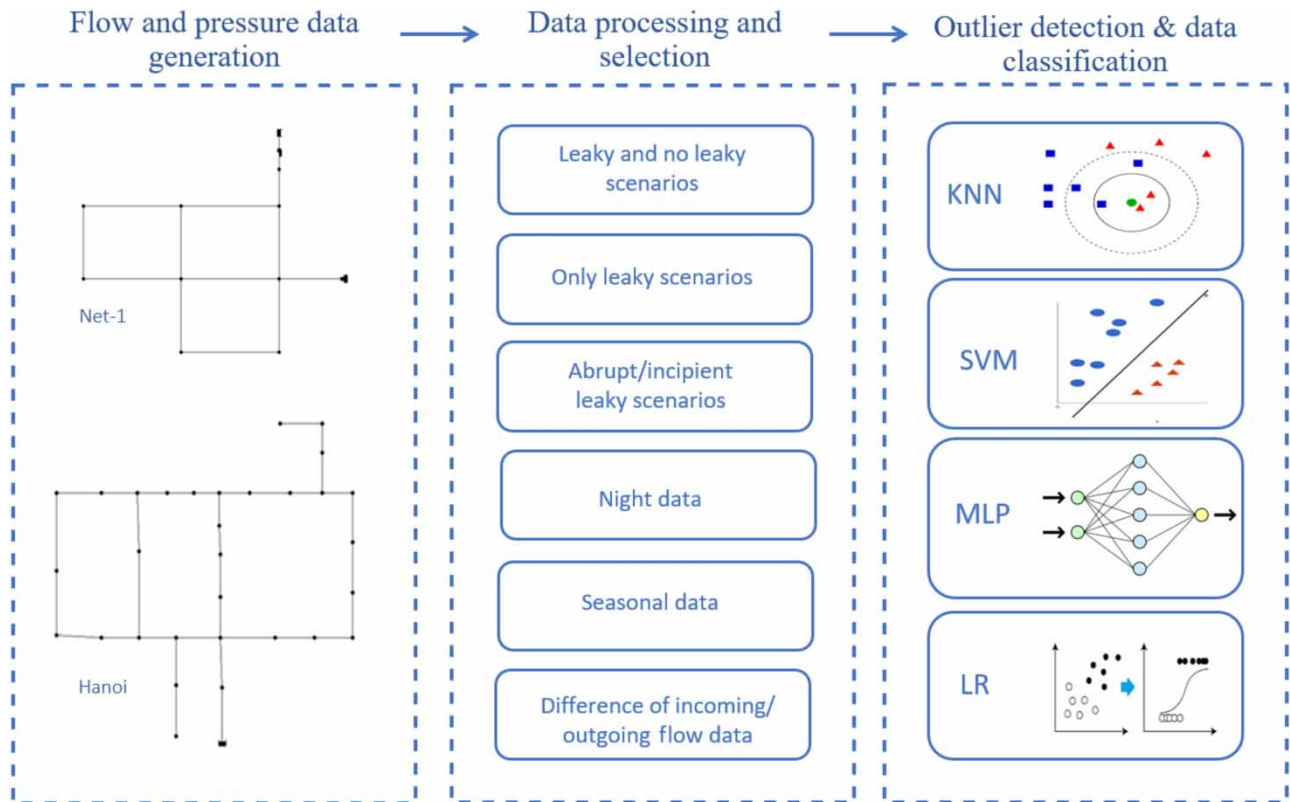 Flow and pressure data
generation
Data processing and
selection
Outlier detection & data
classification
Net-1
Hanoi
Leaky and no leaky
scenarios
Only leaky scenarios
Abrupt/incipient
leaky scenarios
Night data
Seasonal data
Difference of incoming/
outgoing flow data
KNN
SVM
MLP
LR